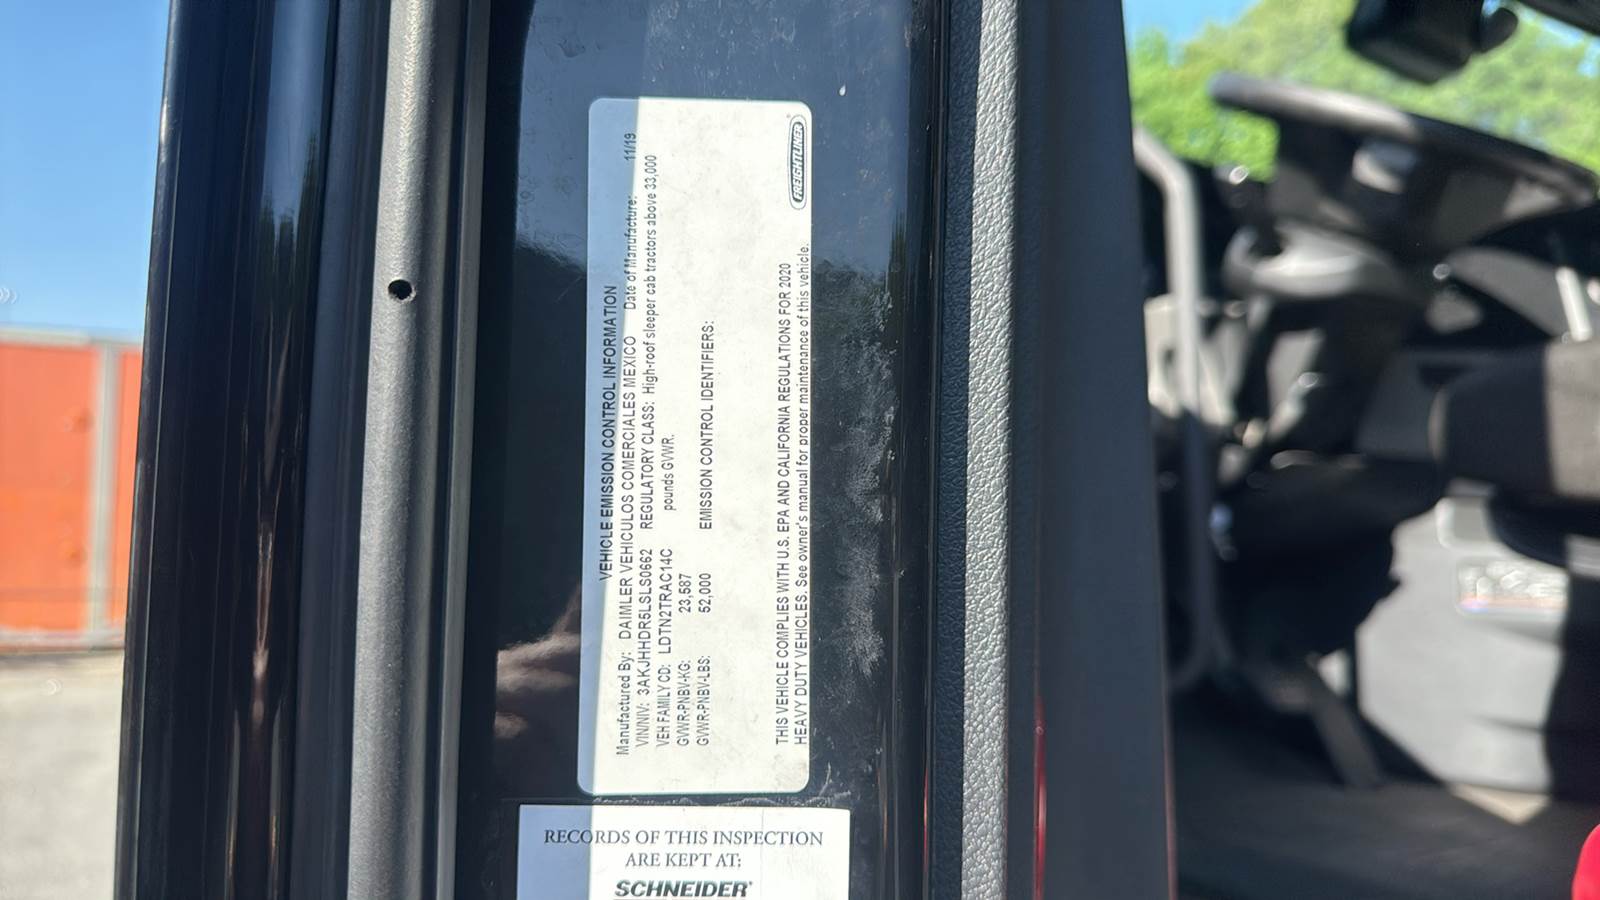 FREIGHTLINER
VEHICLE EMISSION CONTROL INFORMATION
Manufactured By: DAIMLER VEHICULOS COMERCIALES MEXICO Date of Manufacture: 11/19
VIN/NIV: 3AKJHHDR5LSLS0662 REGULATORY CLASS: High-roof sleeper cab tractors above 33,000
VEH FAMILY CD: LDTN2TRAC14C pounds GVWR.
GVWR-PNBV-KG: 23,587
GVWR-PNBV-LBS: 52,000 EMISSION CONTROL IDENTIFIERS:
THIS VEHICLE COMPLIES WITH U.S. EPA AND CALIFORNIA REGULATIONS FOR 2020
HEAVY DUTY VEHICLES. See owner's manual for proper maintenance of this vehicle.
RECORDS OF THIS INSPECTION
ARE KEPT AT:
SCHNEIDER